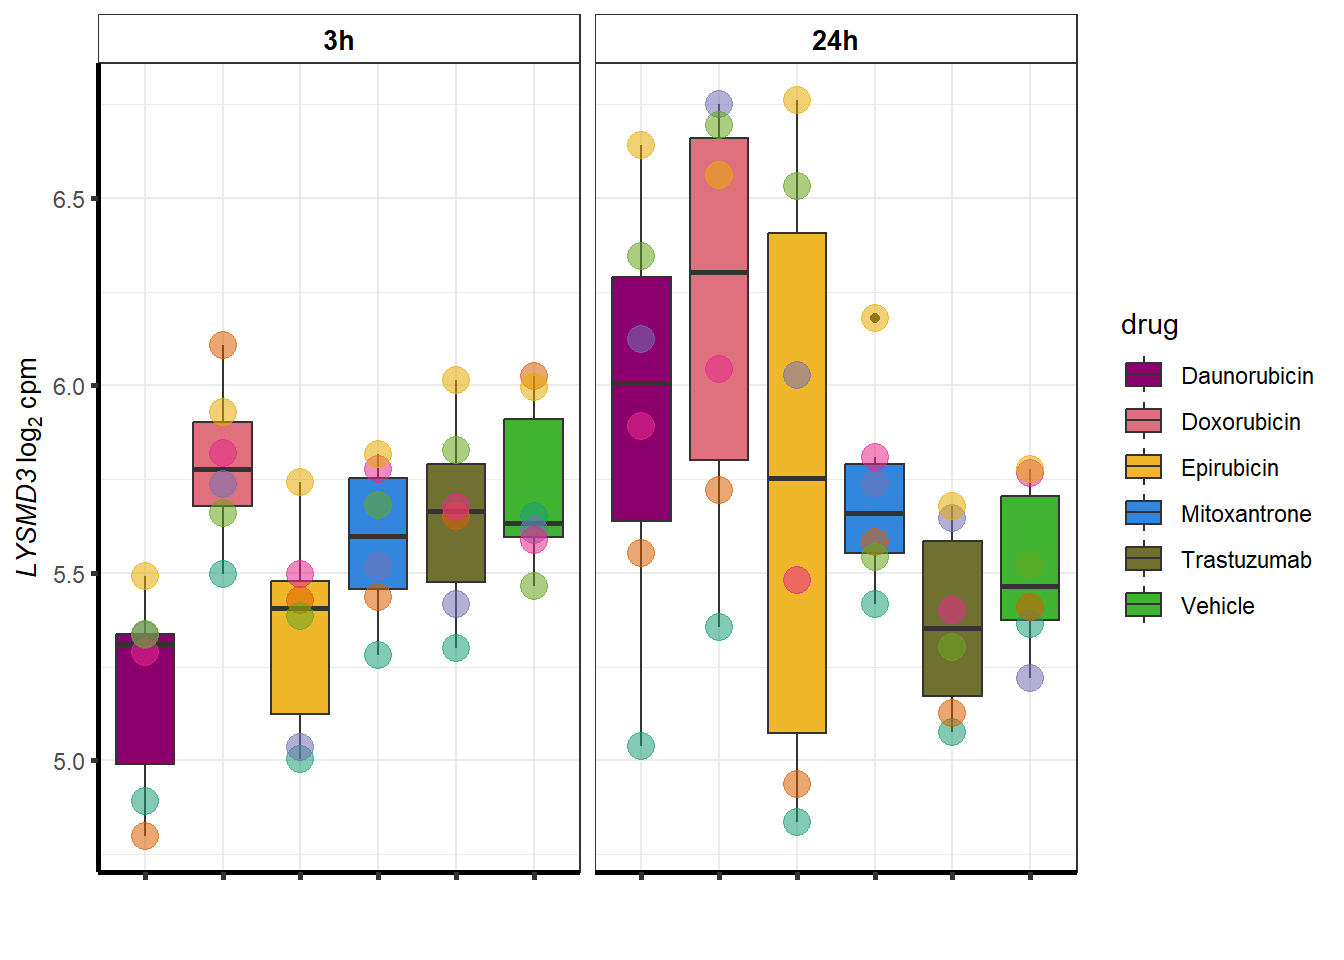 3h
24h
LYSMD3 log₂ cpm
6.5
6.0
5.5
5.0
drug
Daunorubicin
Doxorubicin
Epirubicin
Mitoxantrone
Trastuzumab
Vehicle